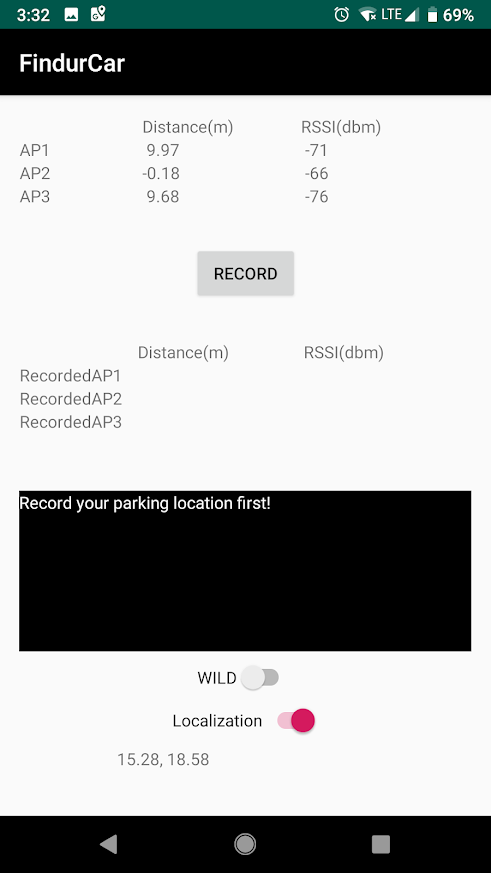 3:32 LTE 69%
FindurCar
Distance(m) RSSI(dbm)
AP1 9.97 -71
AP2 -0.18 -66
AP3 9.68 -76
RECORD
Distance(m) RSSI(dbm)
RecordedAP1
RecordedAP2
RecordedAP3
Record your parking location first!
WILD
Localization
15.28, 18.58